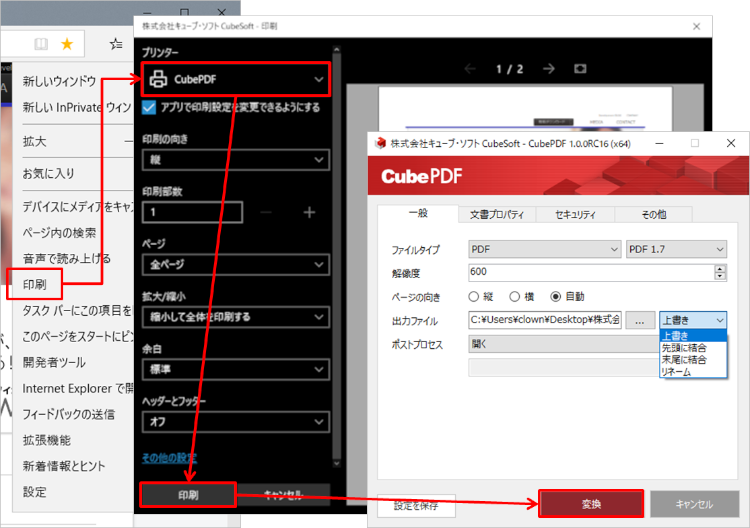 新しいウィンドウ
新しい InPrivate ウィン
拡大
お気に入り
デバイスにメディアをキャス
ページ内の検索
音声で読み上げる
印刷
タスク バーにこの項目を
このページをスタートにピン
開発者ツール
Internet Explorer で開
フィードバックの送信
拡張機能
新着情報とヒント
設定
株式会社キューブ・ソフト CubeSoft - 印刷
プリンター
CubePDF
アプリで印刷設定を変更できるようにする
印刷の向き
縦
印刷部数
1
ページ
全ページ
拡大/縮小
縮小して全体を印刷する
余白
標準
ヘッダーとフッター
オフ
その他の設定
印刷
キャンセル
1 / 2
MEDIA
CONTACT
株式会社キューブ・ソフト CubeSoft - CubePDF 1.0.0RC16 (x64)
CubePDF
一般
文書プロパティ
セキュリティ
その他
ファイルタイプ
PDF
PDF 1.7
解像度
600
ページの向き
縦
横
自動
出力ファイル
C:¥Users¥clown¥Desktop¥株式会
...
上書き
上書き
先頭に結合
末尾に結合
リネーム
ポストプロセス
開く
設定を保存
変換
キャンセル